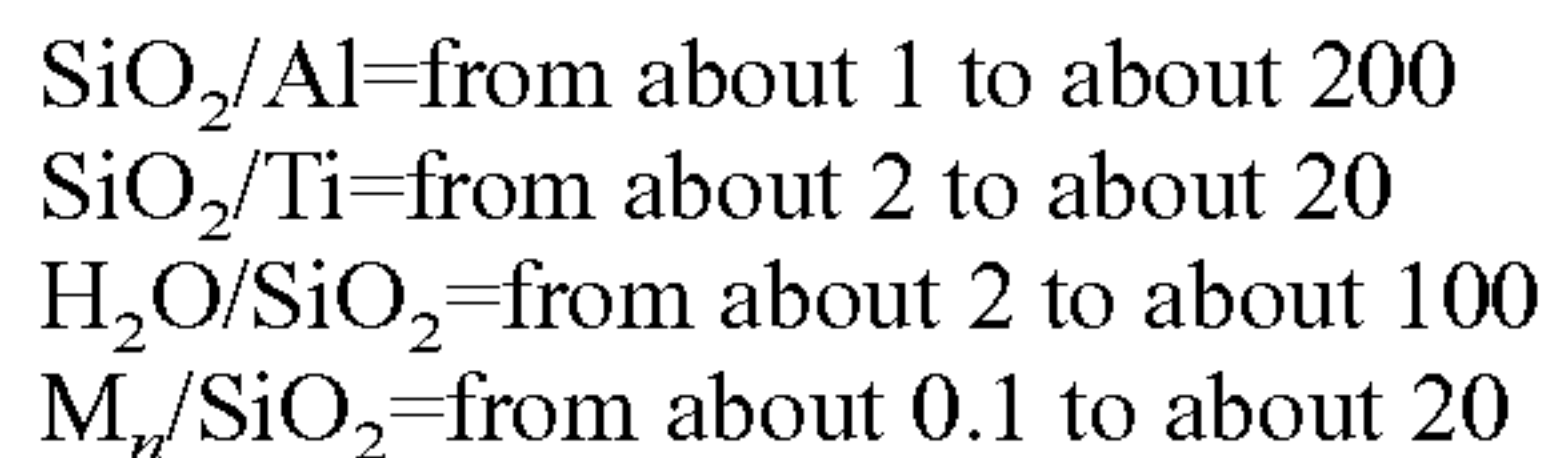 SiO₂/Al=from about 1 to about 200
SiO₂/Ti=from about 2 to about 20
H₂O/SiO₂=from about 2 to about 100
Mₙ/SiO₂=from about 0.1 to about 20